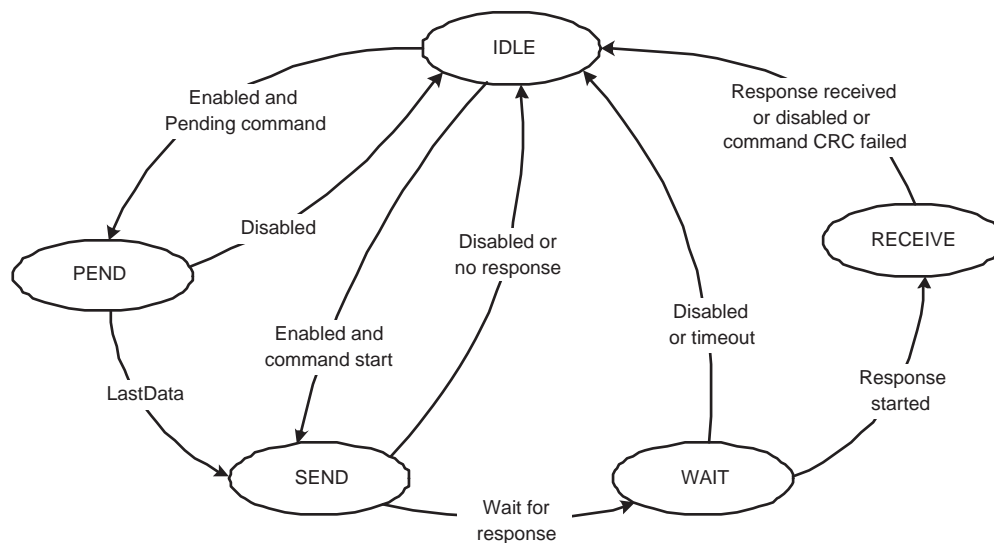 IDLE
Enabled and
Pending command
Response received
or disabled or
command CRC failed
Disabled
Disabled or
no response
RECEIVE
PEND
Enabled and
command start
Disabled
or timeout
LastData
Response
started
SEND
WAIT
Wait for
response